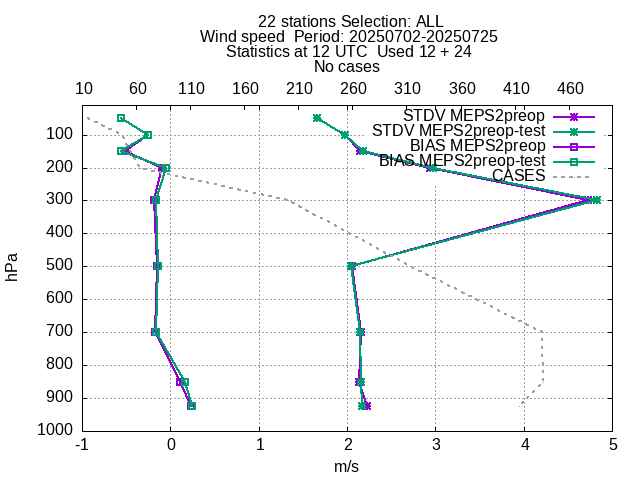 22 stations Selection: ALL
Wind speed  Period: 20250702-20250725
Statistics at 12 UTC  Used 12 + 24
No cases
10 60 110 160 210 260 310 360 410 460
STDV MEPS2preop
STDV MEPS2preop-test
BIAS MEPS2preop
BIAS MEPS2preop-test
CASES
100
200
300
400
500
600
700
800
900
1000
hPa
-1 0 1 2 3 4 5
m/s